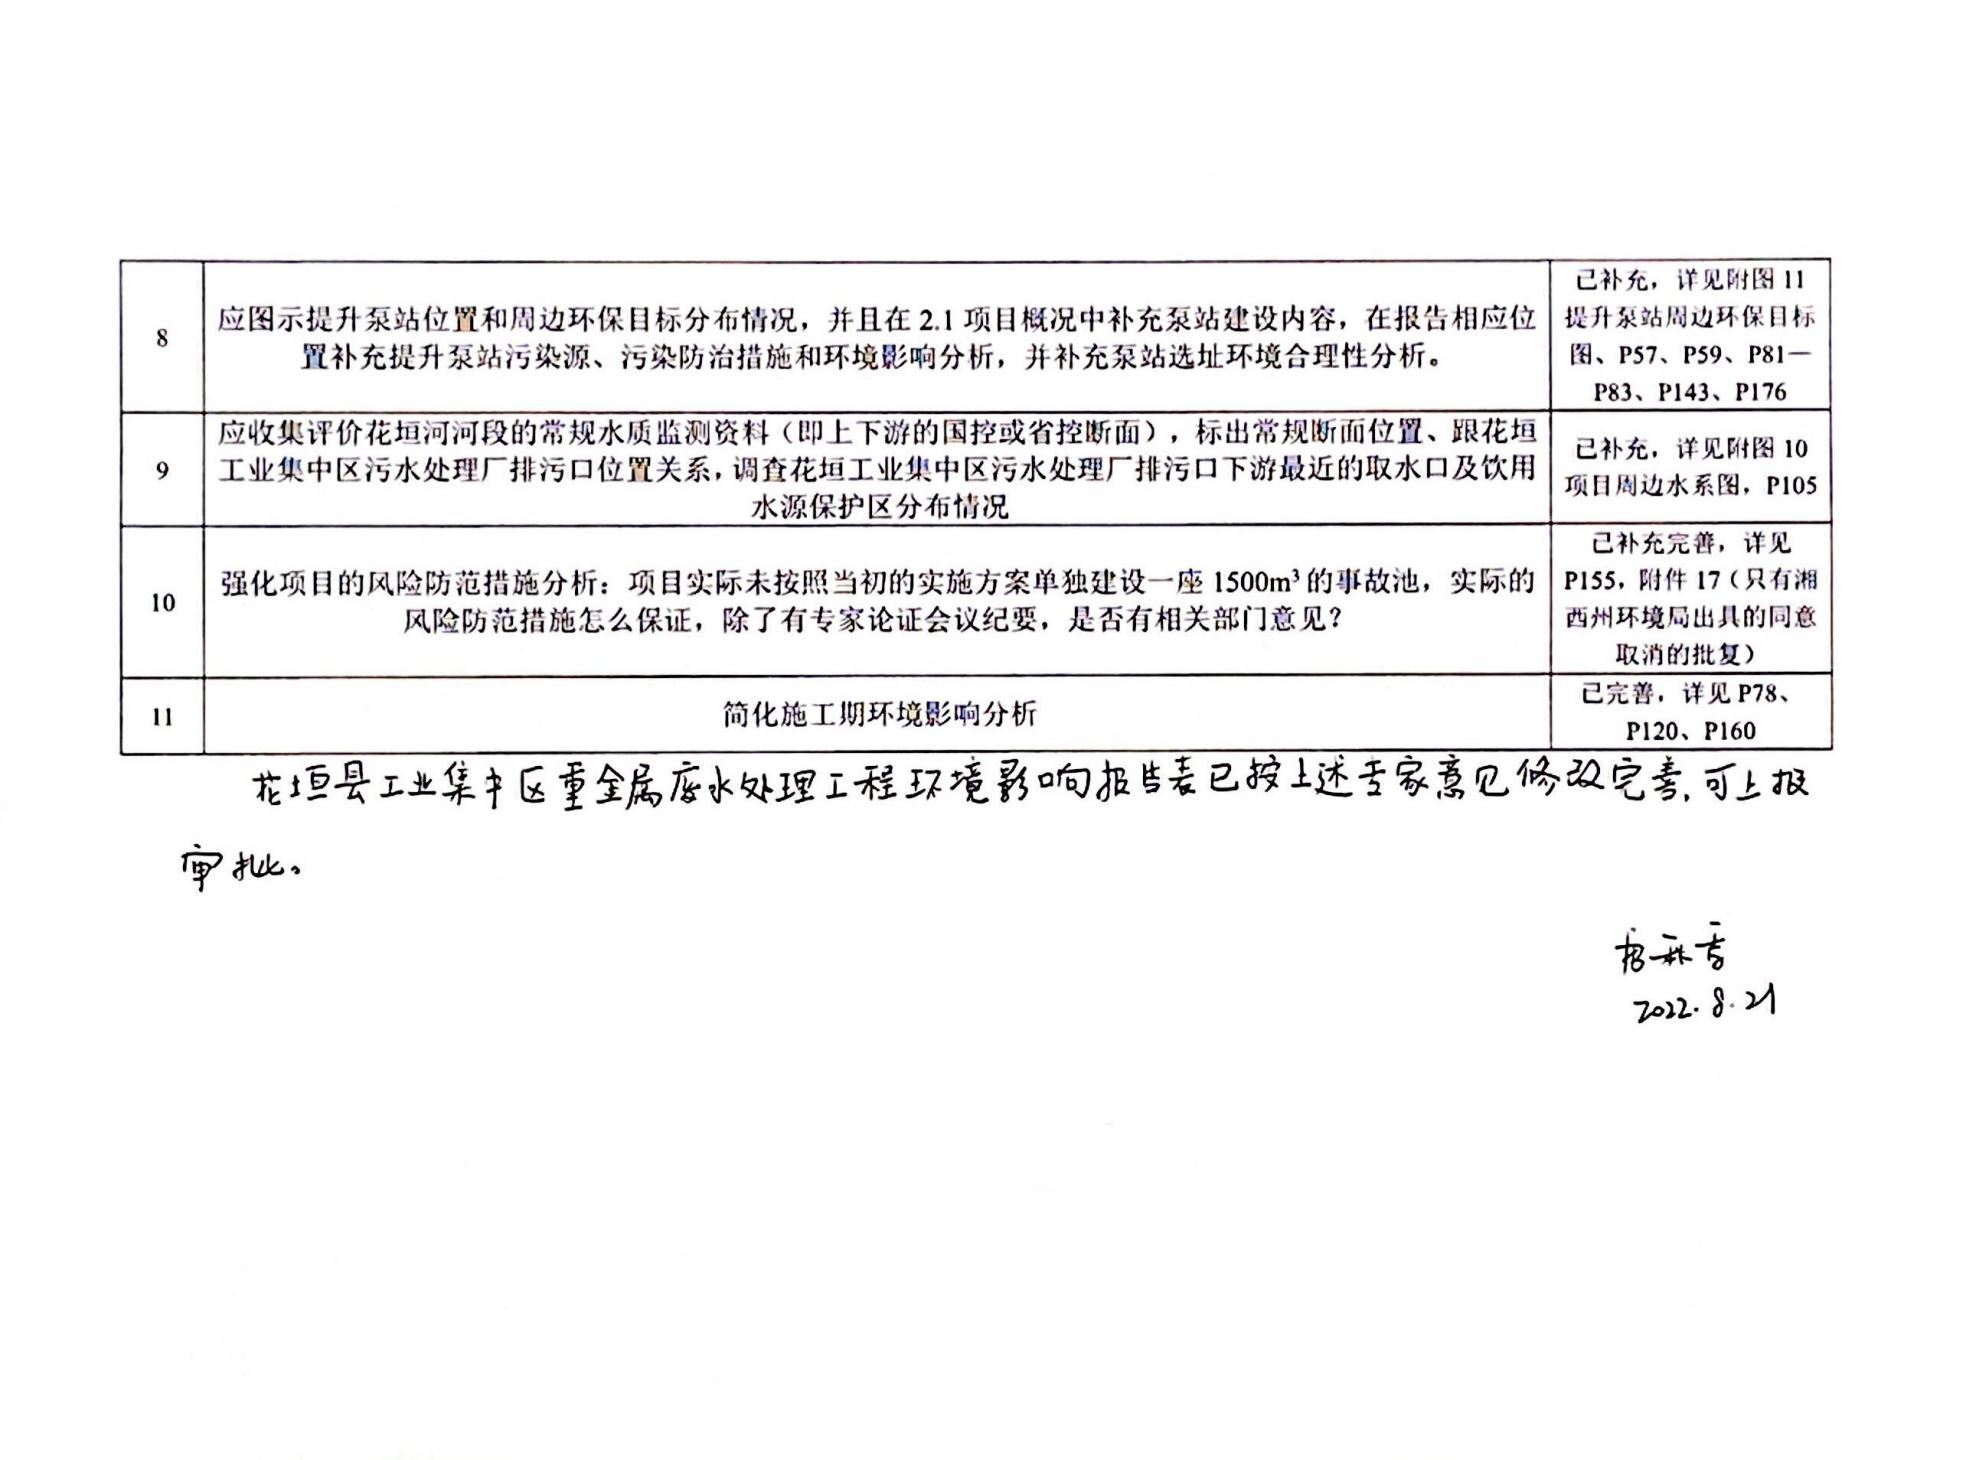 8
应图示提升泵站位置和周边环保目标分布情况，并且在 2.1 项目概况中补充泵站建设内容，在报告相应位
置补充提升泵站污染源、污染防治措施和环境影响分析，并补充泵站选址环境合理性分析。
已补充，详见附图 11
提升泵站周边环保目标
图、P57、P59、P81—
P83、P143、P176
9
应收集评价花垣河河段的常规水质监测资料（即上下游的国控或省控断面），标出常规断面位置、跟花垣
工业集中区污水处理厂排污口位置关系，调查花垣工业集中区污水处理厂排污口下游最近的取水口及饮用
水源保护区分布情况
已补充，详见附图 10
项目周边水系图，P105
10
强化项目的风险防范措施分析：项目实际未按照当初的实施方案单独建设一座 1500m³ 的事故池，实际的
风险防范措施怎么保证，除了有专家论证会议纪要，是否有相关部门意见？
已补充完善，详见
P155，附件 17（只有湘
西州环境局出具的同意
取消的批复）
11
简化施工期环境影响分析
已完善，详见 P78、
P120、P160
花垣县工业集中区重金属废水处理工程环境影响报告表已按上述专家意见修改完善，可上报
审批。
2022.8.21